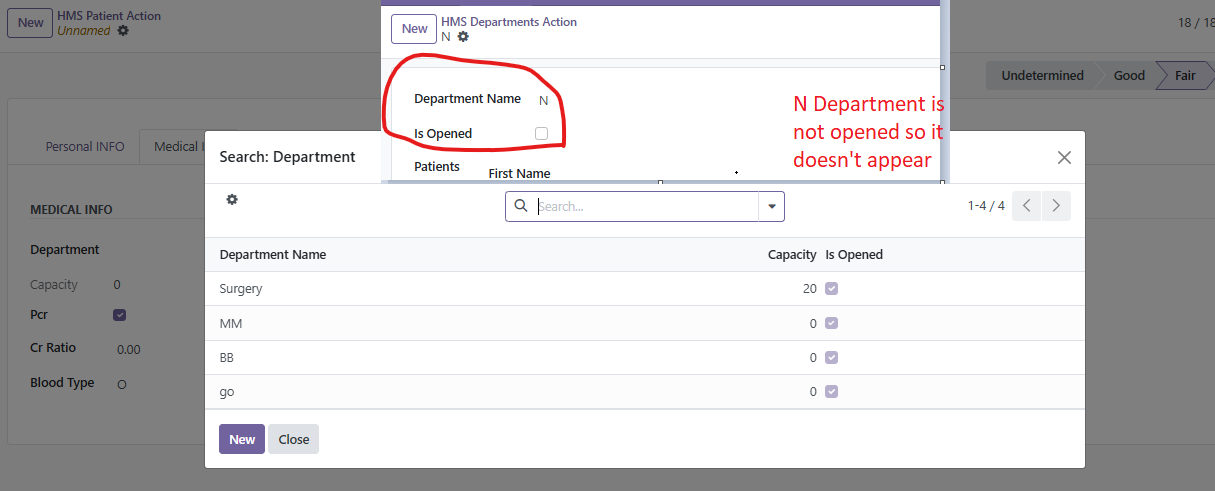 New
HMS Patient Action
Unnamed
New
HMS Departments Action
N
18 / 18
Undetermined
Good
Fair
Department Name N
Is Opened
Patients
First Name
N Department is
not opened so it
doesn't appear
Personal INFO
Medical I
MEDICAL INFO
Department
Capacity 0
Pcr
Cr Ratio 0.00
Blood Type O
Search: Department
Search...
1-4 / 4
Department Name Capacity Is Opened
Surgery 20
MM 0
BB 0
go 0
New
Close